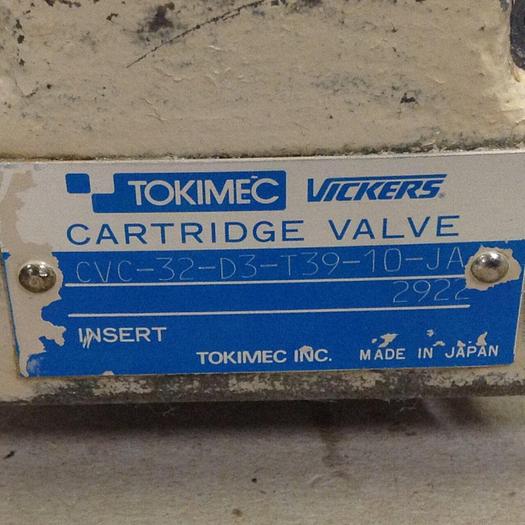 TOKIMEC VICKERS
CARTRIDGE VALVE
CVC-32-D3-T39-10-JA
2922
INSERT
TOKIMEC INC. MADE IN JAPAN